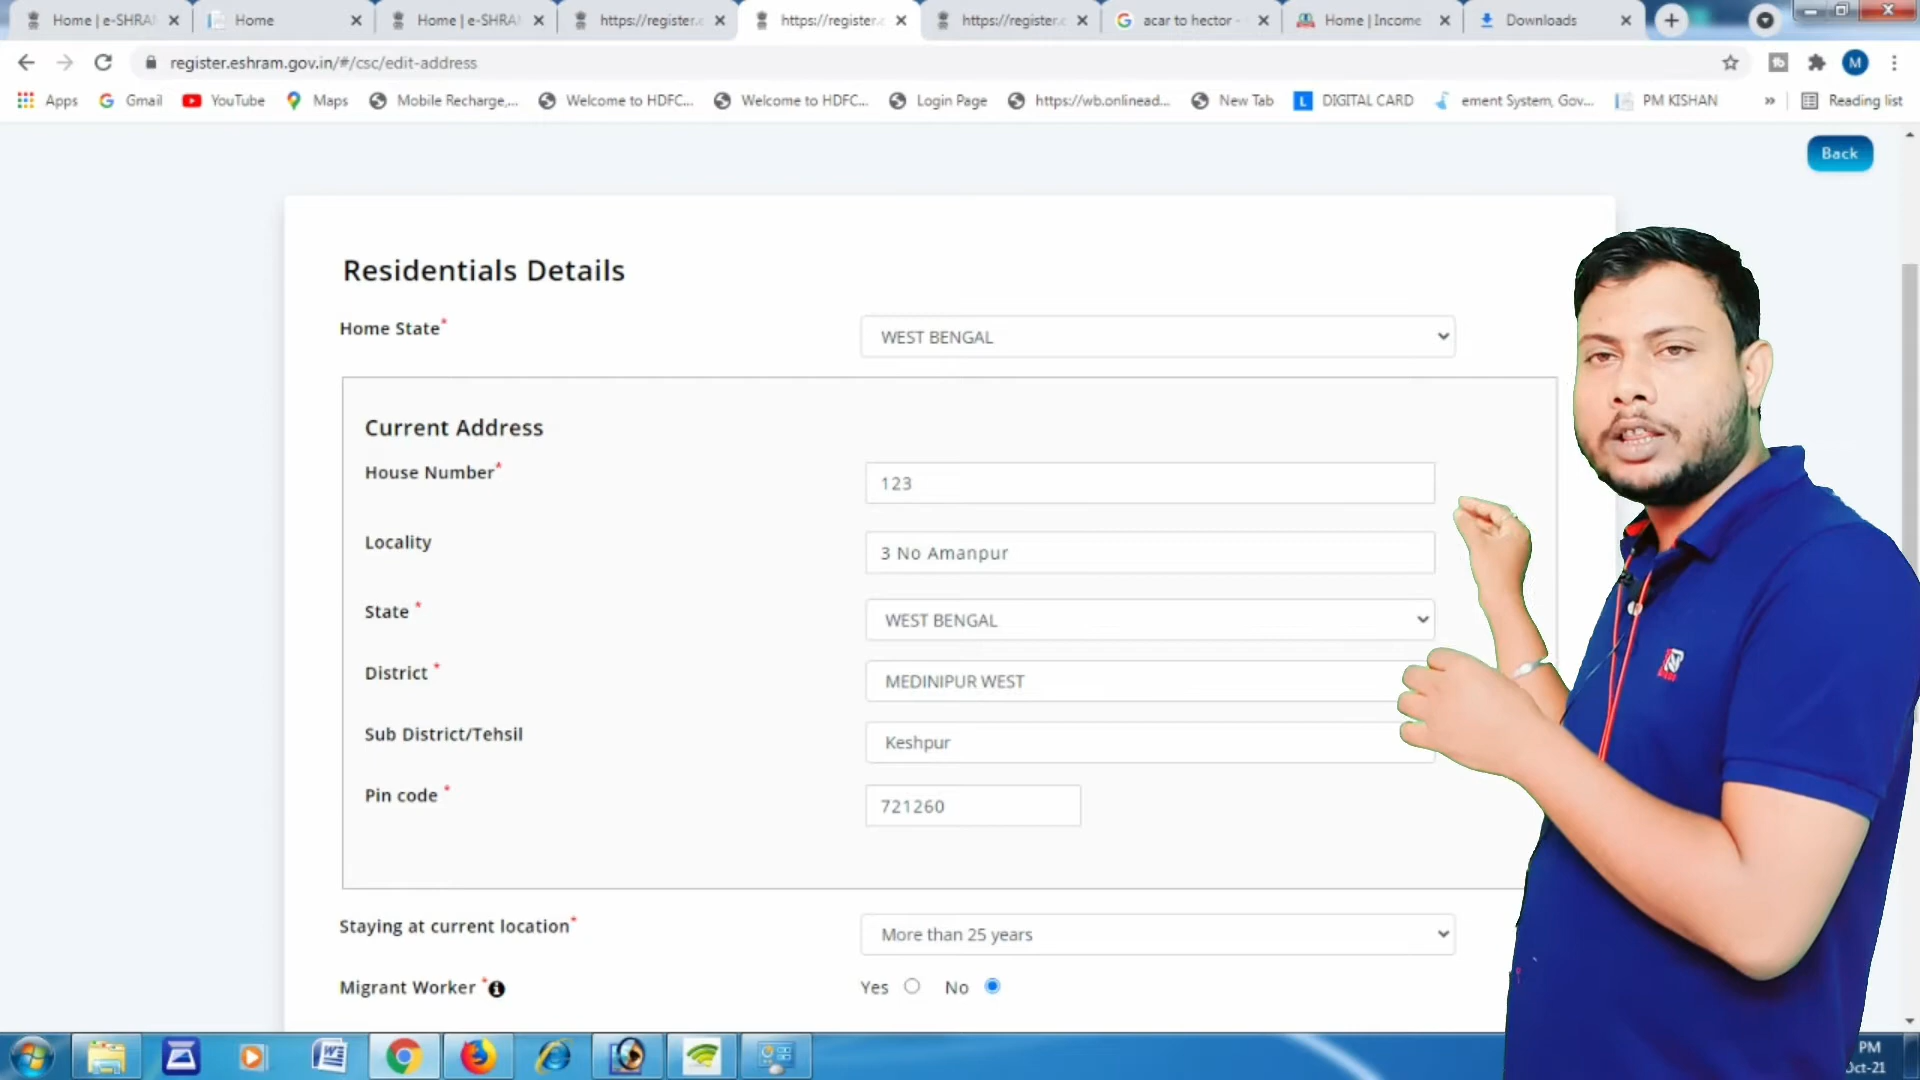 Home | e-SHRA
Home
Home | e-SHRA
https://register.e
https://register.e
https://register.e
acar to hector -
Home | Income
Downloads
register.eshram.gov.in/#/csc/edit-address
M
Apps
Gmail
YouTube
Maps
Mobile Recharge,...
Welcome to HDFC...
Welcome to HDFC...
Login Page
https://wb.onlinead...
New Tab
L DIGITAL CARD
ement System, Gov...
PM KISHAN
»
Reading list
Back
Residentials Details
Home State*
WEST BENGAL
Current Address
House Number*
123
Locality
3 No Amanpur
State *
WEST BENGAL
District *
MEDINIPUR WEST
Sub District/Tehsil
Keshpur
Pin code *
721260
Staying at current location*
More than 25 years
Migrant Worker *
Yes No
PM
Oct-21